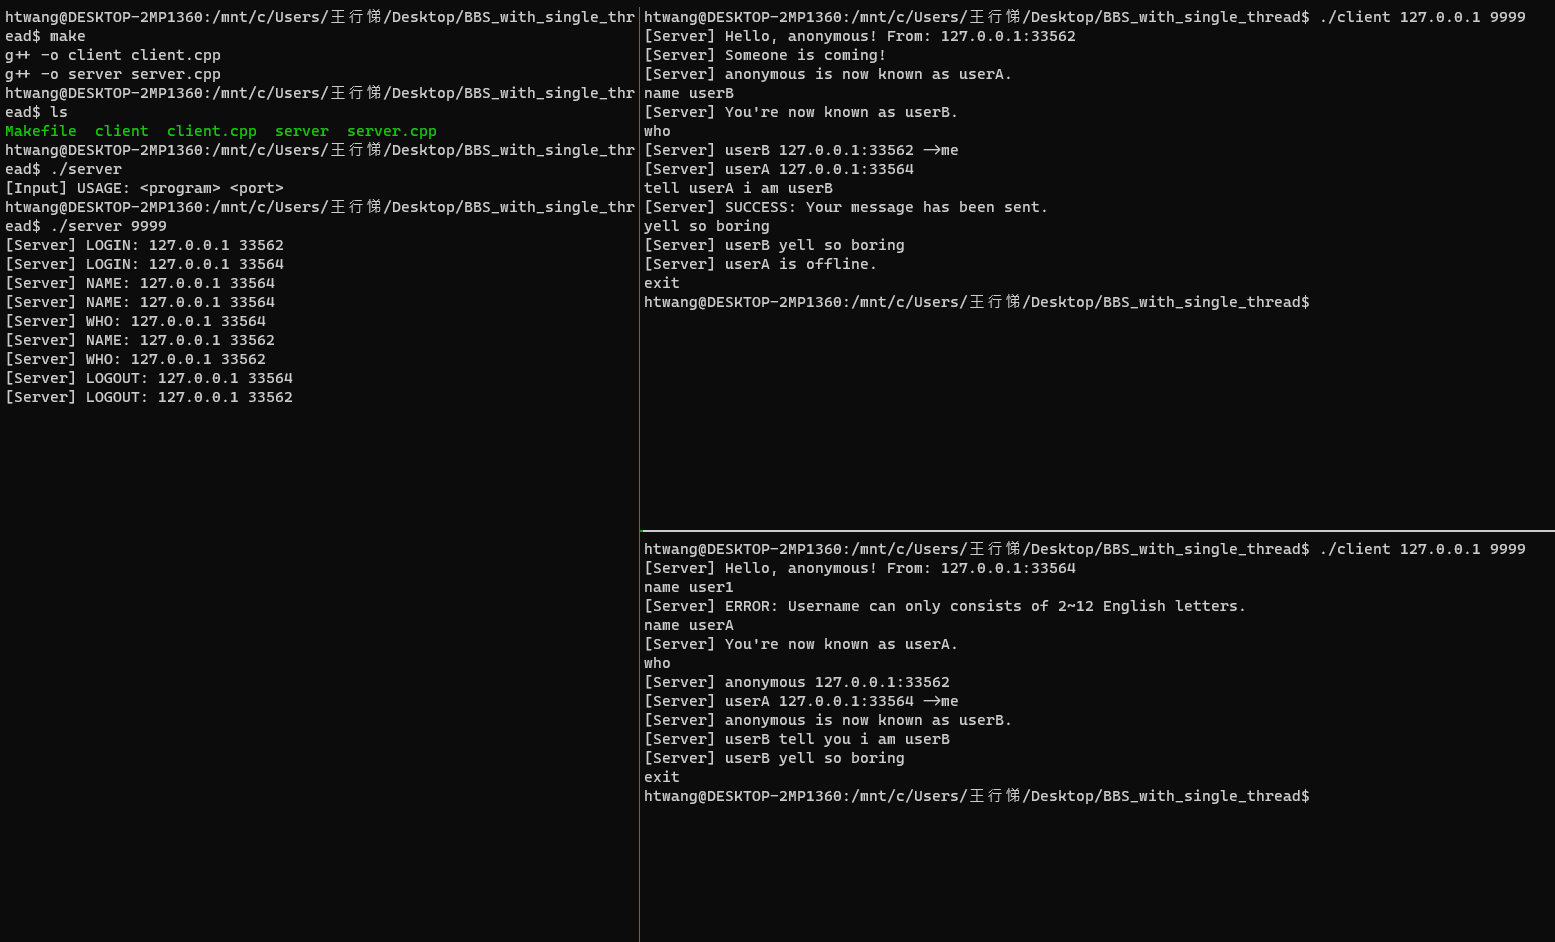 htwang@DESKTOP-2MP1360:/mnt/c/Users/王行悌/Desktop/BBS_with_single_thr
ead$ make
g++ -o client client.cpp
g++ -o server server.cpp
htwang@DESKTOP-2MP1360:/mnt/c/Users/王行悌/Desktop/BBS_with_single_thr
ead$ ls
Makefile  client  client.cpp  server  server.cpp
htwang@DESKTOP-2MP1360:/mnt/c/Users/王行悌/Desktop/BBS_with_single_thr
ead$ ./server
[Input] USAGE: <program> <port>
htwang@DESKTOP-2MP1360:/mnt/c/Users/王行悌/Desktop/BBS_with_single_thr
ead$ ./server 9999
[Server] LOGIN: 127.0.0.1 33562
[Server] LOGIN: 127.0.0.1 33564
[Server] NAME: 127.0.0.1 33564
[Server] NAME: 127.0.0.1 33564
[Server] WHO: 127.0.0.1 33564
[Server] NAME: 127.0.0.1 33562
[Server] WHO: 127.0.0.1 33562
[Server] LOGOUT: 127.0.0.1 33564
[Server] LOGOUT: 127.0.0.1 33562
htwang@DESKTOP-2MP1360:/mnt/c/Users/王行悌/Desktop/BBS_with_single_thread$ ./client 127.0.0.1 9999
[Server] Hello, anonymous! From: 127.0.0.1:33562
[Server] Someone is coming!
[Server] anonymous is now known as userA.
name userB
[Server] You're now known as userB.
who
[Server] userB 127.0.0.1:33562 ->me
[Server] userA 127.0.0.1:33564
tell userA i am userB
[Server] SUCCESS: Your message has been sent.
yell so boring
[Server] userB yell so boring
[Server] userA is offline.
exit
htwang@DESKTOP-2MP1360:/mnt/c/Users/王行悌/Desktop/BBS_with_single_thread$
htwang@DESKTOP-2MP1360:/mnt/c/Users/王行悌/Desktop/BBS_with_single_thread$ ./client 127.0.0.1 9999
[Server] Hello, anonymous! From: 127.0.0.1:33564
name user1
[Server] ERROR: Username can only consists of 2~12 English letters.
name userA
[Server] You're now known as userA.
who
[Server] anonymous 127.0.0.1:33562
[Server] userA 127.0.0.1:33564 ->me
[Server] anonymous is now known as userB.
[Server] userB tell you i am userB
[Server] userB yell so boring
exit
htwang@DESKTOP-2MP1360:/mnt/c/Users/王行悌/Desktop/BBS_with_single_thread$